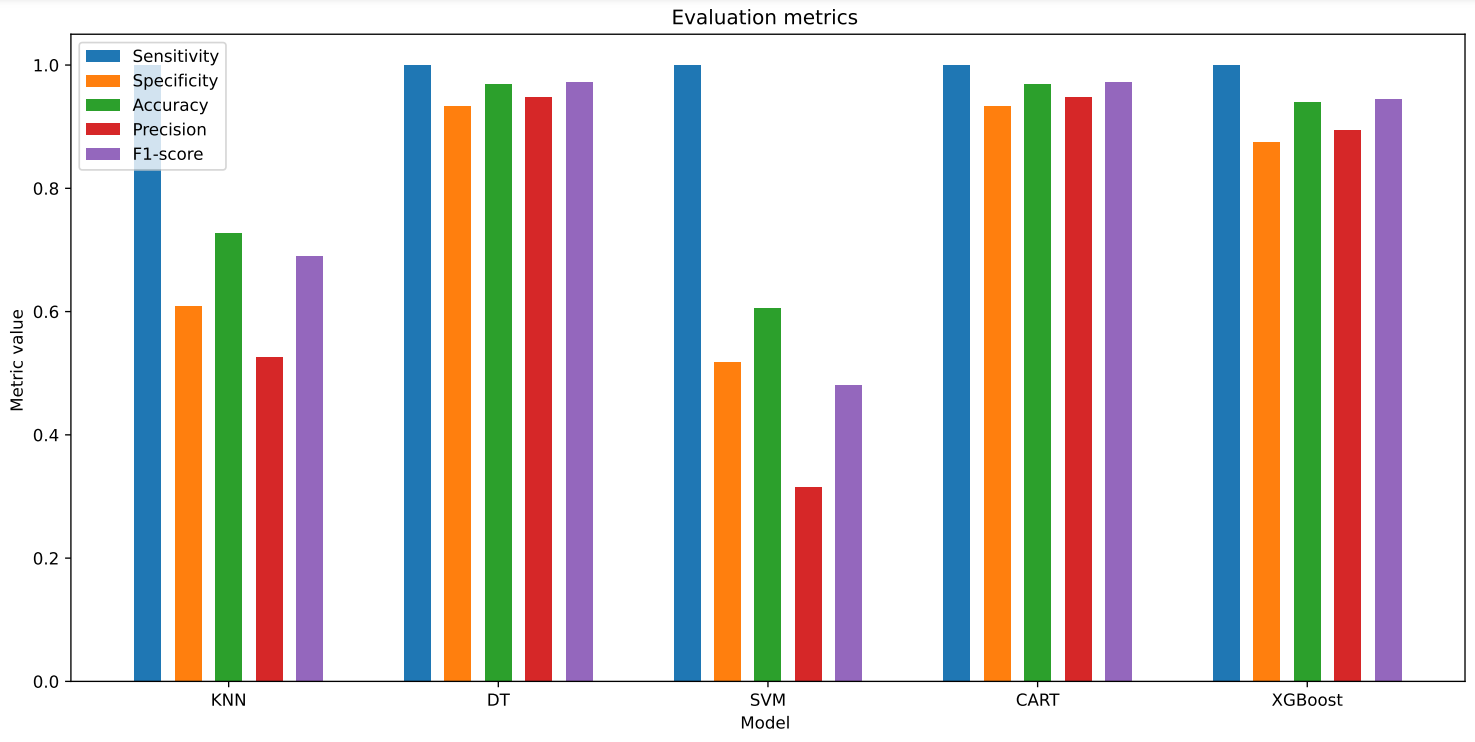 Evaluation metrics
Sensitivity
Specificity
Accuracy
Precision
F1-score
1.0
0.8
0.6
0.4
0.2
0.0
Metric value
KNN DT SVM CART XGBoost
Model